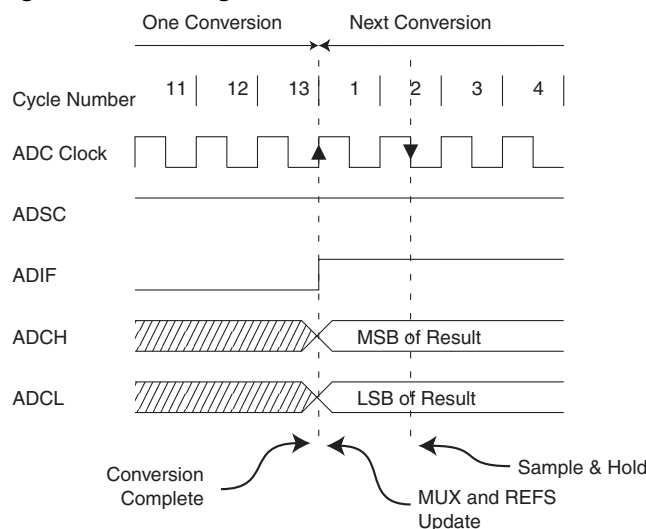 One Conversion Next Conversion
Cycle Number 11 12 13 1 2 3 4
ADC Clock
ADSC
ADIF
ADCH MSB of Result
ADCL LSB of Result
Conversion
Complete
MUX and REFS
Update
Sample & Hold